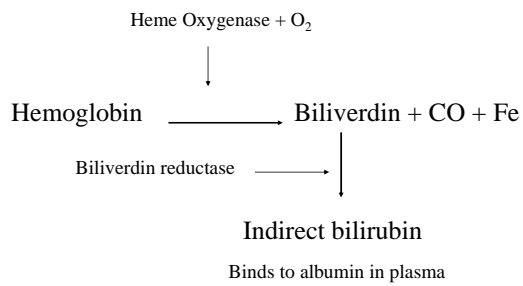 Heme Oxygenase + O₂
Hemoglobin
Biliverdin + CO + Fe
Biliverdin reductase
Indirect bilirubin
Binds to albumin in plasma